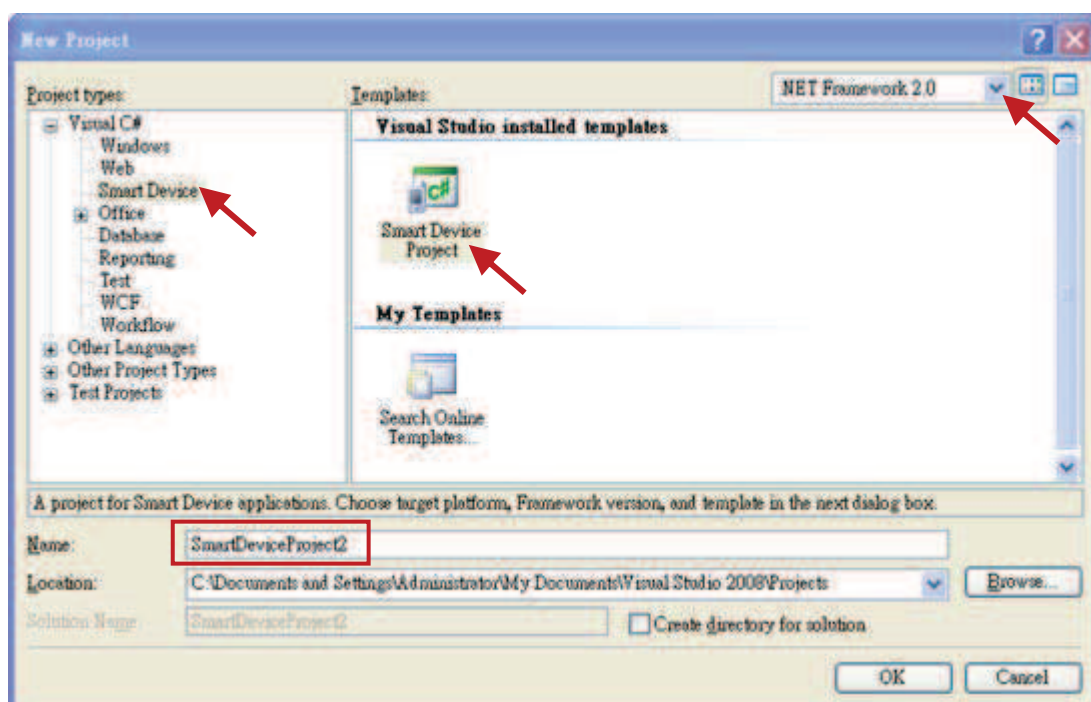 New Project
Project types:
Templates:
.NET Framework 2.0
Visual C#
Windows
Web
Smart Device
Office
Database
Reporting
Test
WCF
Workflow
Other Languages
Other Project Types
Test Projects
Visual Studio installed templates
Smart Device
Project
My Templates
Search Online
Templates...
A project for Smart Device applications. Choose target platform, Framework version, and template in the next dialog box.
Name:
SmartDeviceProject2
Location:
C:\Documents and Settings\Administrator\My Documents\Visual Studio 2008\Projects
Browse...
Solution Name
SmartDeviceProject2
Create directory for solution
OK
Cancel